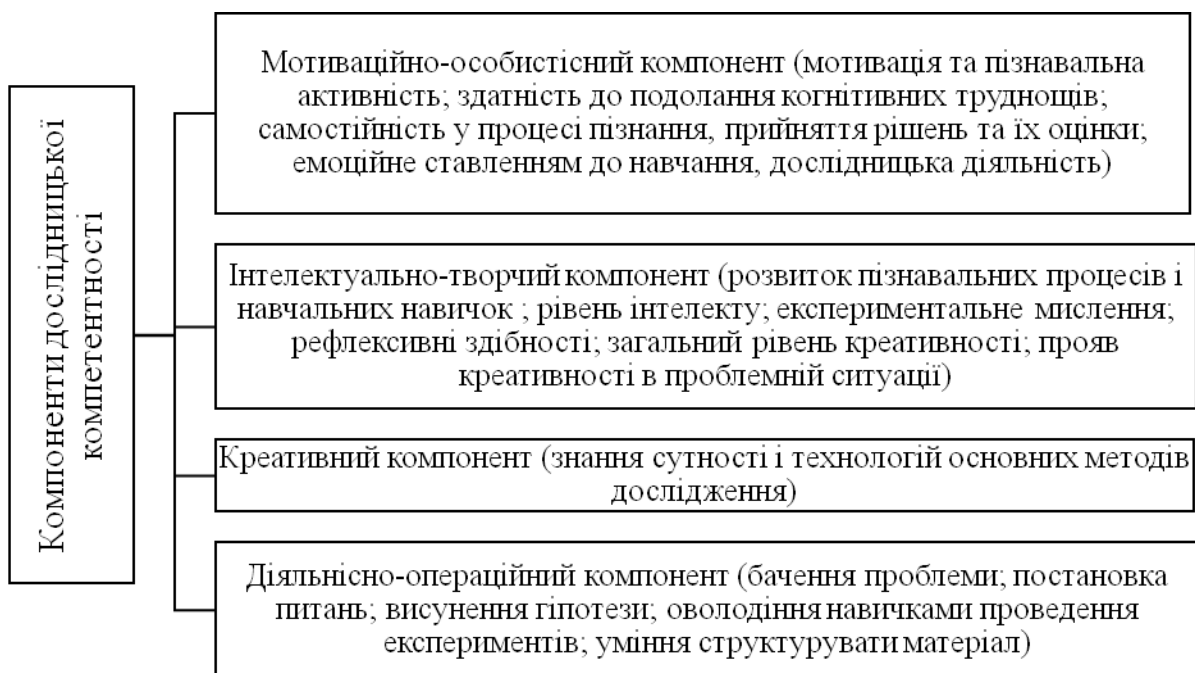 Компоненти дослідницької
компетентності
Мотиваційно-особистісний компонент (мотивація та пізнавальна
активність; здатність до подолання когнітивних труднощів;
самостійність у процесі пізнання, прийняття рішень та їх оцінки;
емоційне ставленням до навчання, дослідницька діяльність)
Інтелектуально-творчий компонент (розвиток пізнавальних процесів і
навчальних навичок ; рівень інтелекту; експериментальне мислення;
рефлексивні здібності; загальний рівень креативності; прояв
креативності в проблемній ситуації)
Креативний компонент (знання сутності і технологій основних методів
дослідження)
Діяльнісно-операційний компонент (бачення проблеми; постановка
питань; висунення гіпотези; оволодіння навичками проведення
експериментів; уміння структурувати матеріал)